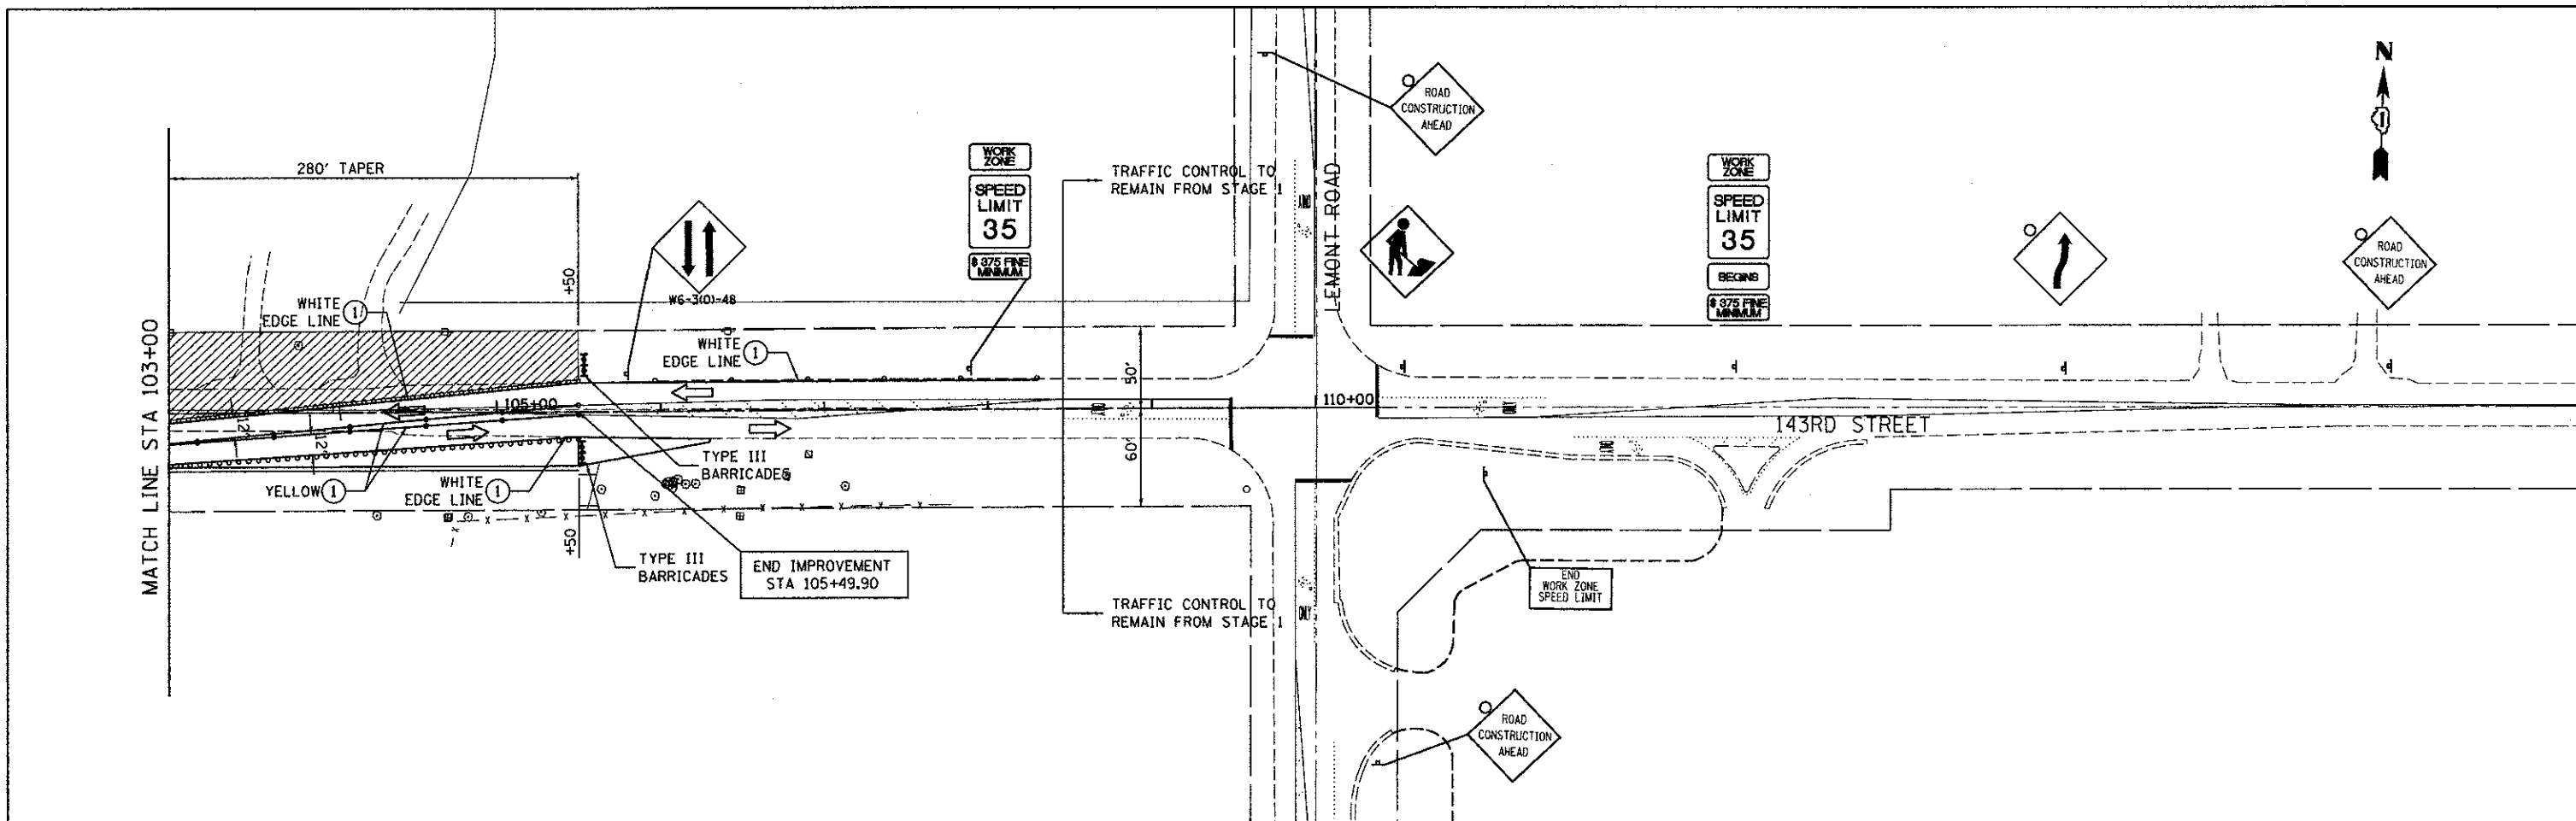 N
1
ROAD
CONSTRUCTION
AHEAD
280' TAPER
WORK
ZONE
SPEED
LIMIT
35
$ 375 FINE
MINIMUM
TRAFFIC CONTROL TO
REMAIN FROM STAGE 1
LEMONT ROAD
ONLY
WORK
ZONE
SPEED
LIMIT
35
BEGINS
$ 375 FINE
MINIMUM
ROAD
CONSTRUCTION
AHEAD
+50
W6-3(O)-48
WHITE
EDGE LINE 1
WHITE
EDGE LINE 1
MATCH LINE STA 103+00
50'
60'
105+00
110+00
143RD STREET
12'
12'
YELLOW 1
WHITE
EDGE LINE 1
TYPE III
BARRICADES
+50
TYPE III
BARRICADES
END IMPROVEMENT
STA 105+49.90
END
WORK ZONE
SPEED LIMIT
TRAFFIC CONTROL TO
REMAIN FROM STAGE 1
ONLY
ROAD
CONSTRUCTION
AHEAD